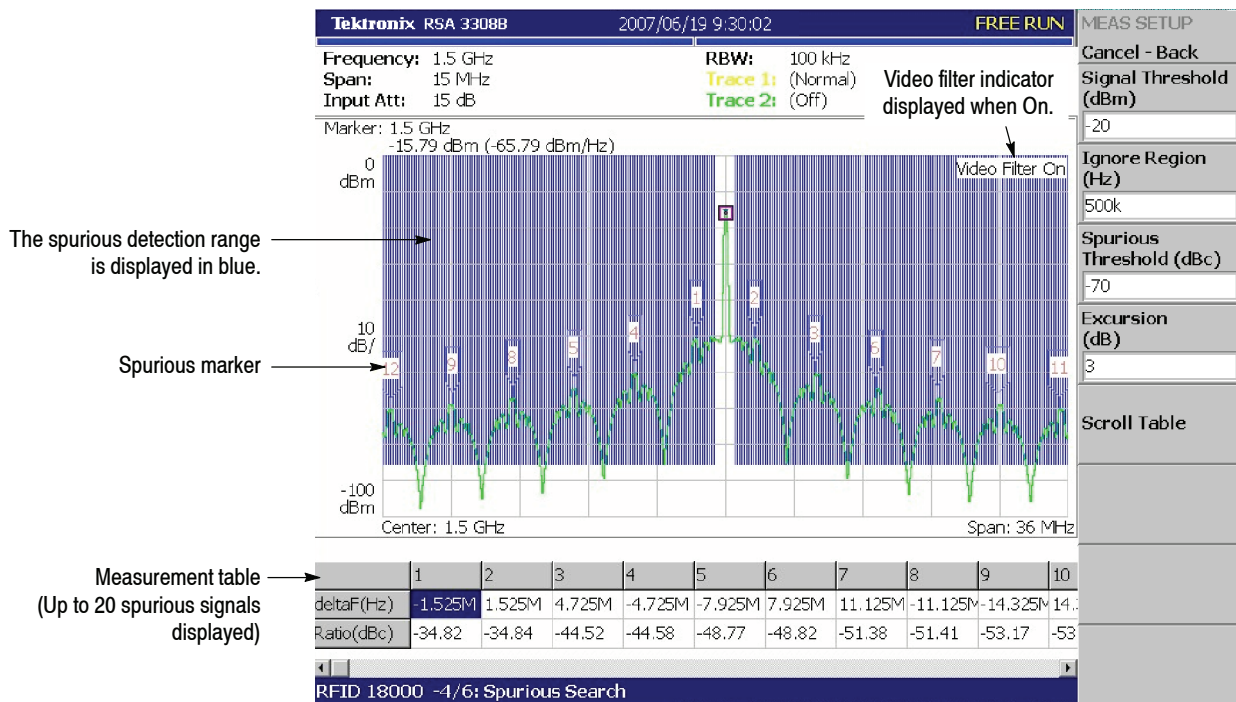 Tektronix RSA 3308B 2007/06/19 9:30:02 FREE RUN
Frequency: 1.5 GHz
Span: 15 MHz
Input Att: 15 dB
RBW: 100 kHz
Trace 1: (Normal)
Trace 2: (Off)
Video filter indicator
displayed when On.
Marker: 1.5 GHz
-15.79 dBm (-65.79 dBm/Hz)
0
dBm
Video Filter On
The spurious detection range
is displayed in blue.
10
dB/
Spurious marker
12
9
8
5
4
1
2
3
6
7
10
11
-100
dBm
Center: 1.5 GHz
Span: 36 MHz
Measurement table
(Up to 20 spurious signals
displayed)
1 2 3 4 5 6 7 8 9 10
deltaF(Hz) -1.525M 1.525M 4.725M -4.725M -7.925M 7.925M 11.125M -11.125M -14.325M 14.
Ratio(dBc) -34.82 -34.84 -44.52 -44.58 -48.77 -48.82 -51.38 -51.41 -53.17 -53
RFID 18000 -4/6: Spurious Search
MEAS SETUP
Cancel - Back
Signal Threshold
(dBm)
-20
Ignore Region
(Hz)
500k
Spurious
Threshold (dBc)
-70
Excursion
(dB)
3
Scroll Table